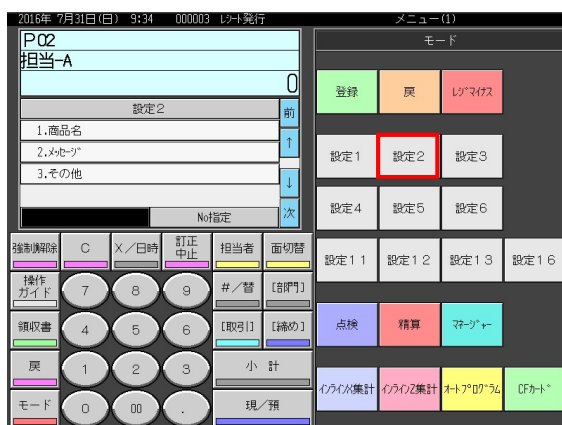 2016年 7月31日(日) 9:34 000003 レシート発行
P02
担当-A
0
設定2
前
1.商品名
2.メッセージ
3.その他
↑
↓
No指定
次
強制解除 C X/日時 訂正中止 担当者 面切替
操作ガイド 7 8 9 #/替 [部門]
領収書 4 5 6 [取引] [締め]
戻 1 2 3 小 計
モード 0 00 . 現/預
メニュー(1)
モード
登録 戻 レジマイナス
設定1 設定2 設定3
設定4 設定5 設定6
設定11 設定12 設定13 設定16
点検 精算 マネージャー
インラインX集計 インラインZ集計 オートプログラム CFカード